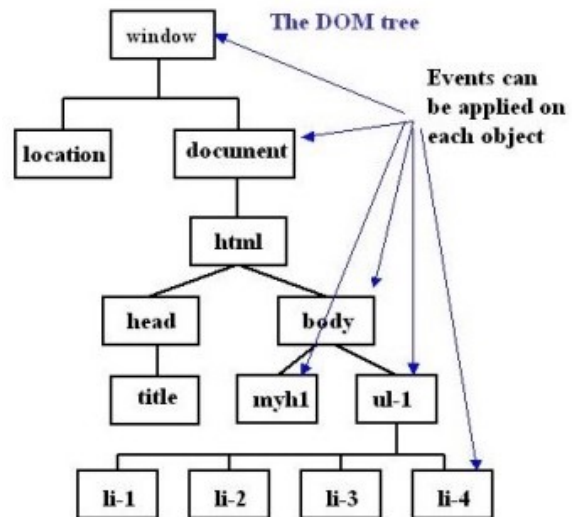 The DOM tree
window
Events can
be applied on
each object
location
document
html
head
body
title
myh1
ul-1
li-1
li-2
li-3
li-4